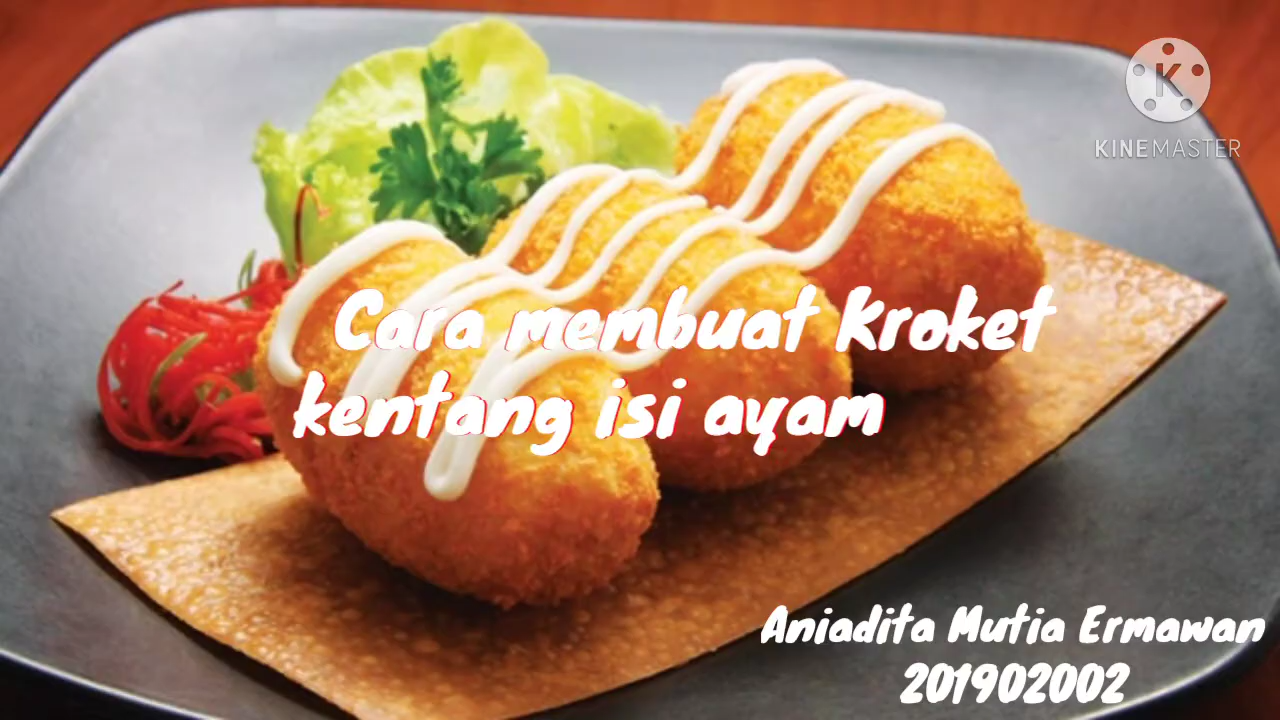 KINEMASTER
Cara membuat Kroket
kentang isi ayam
Aniadita Mutia Ermawan
201902002